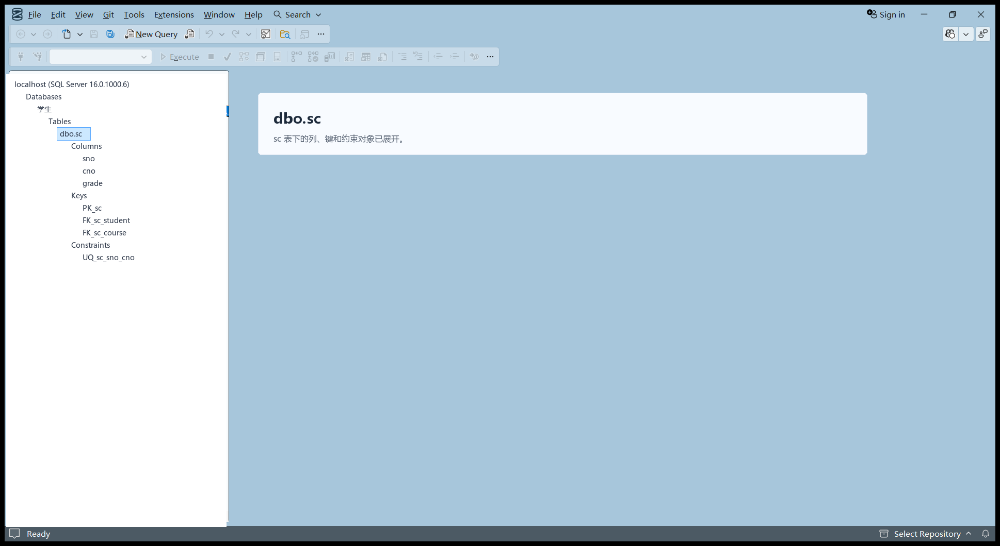 File Edit View Git Tools Extensions Window Help Search Sign in
New Query
Execute
localhost (SQL Server 16.0.1000.6)
Databases
学生
Tables
dbo.sc
Columns
sno
cno
grade
Keys
PK_sc
FK_sc_student
FK_sc_course
Constraints
UQ_sc_sno_cno
dbo.sc
sc 表下的列、键和约束对象已展开。
Ready Select Repository